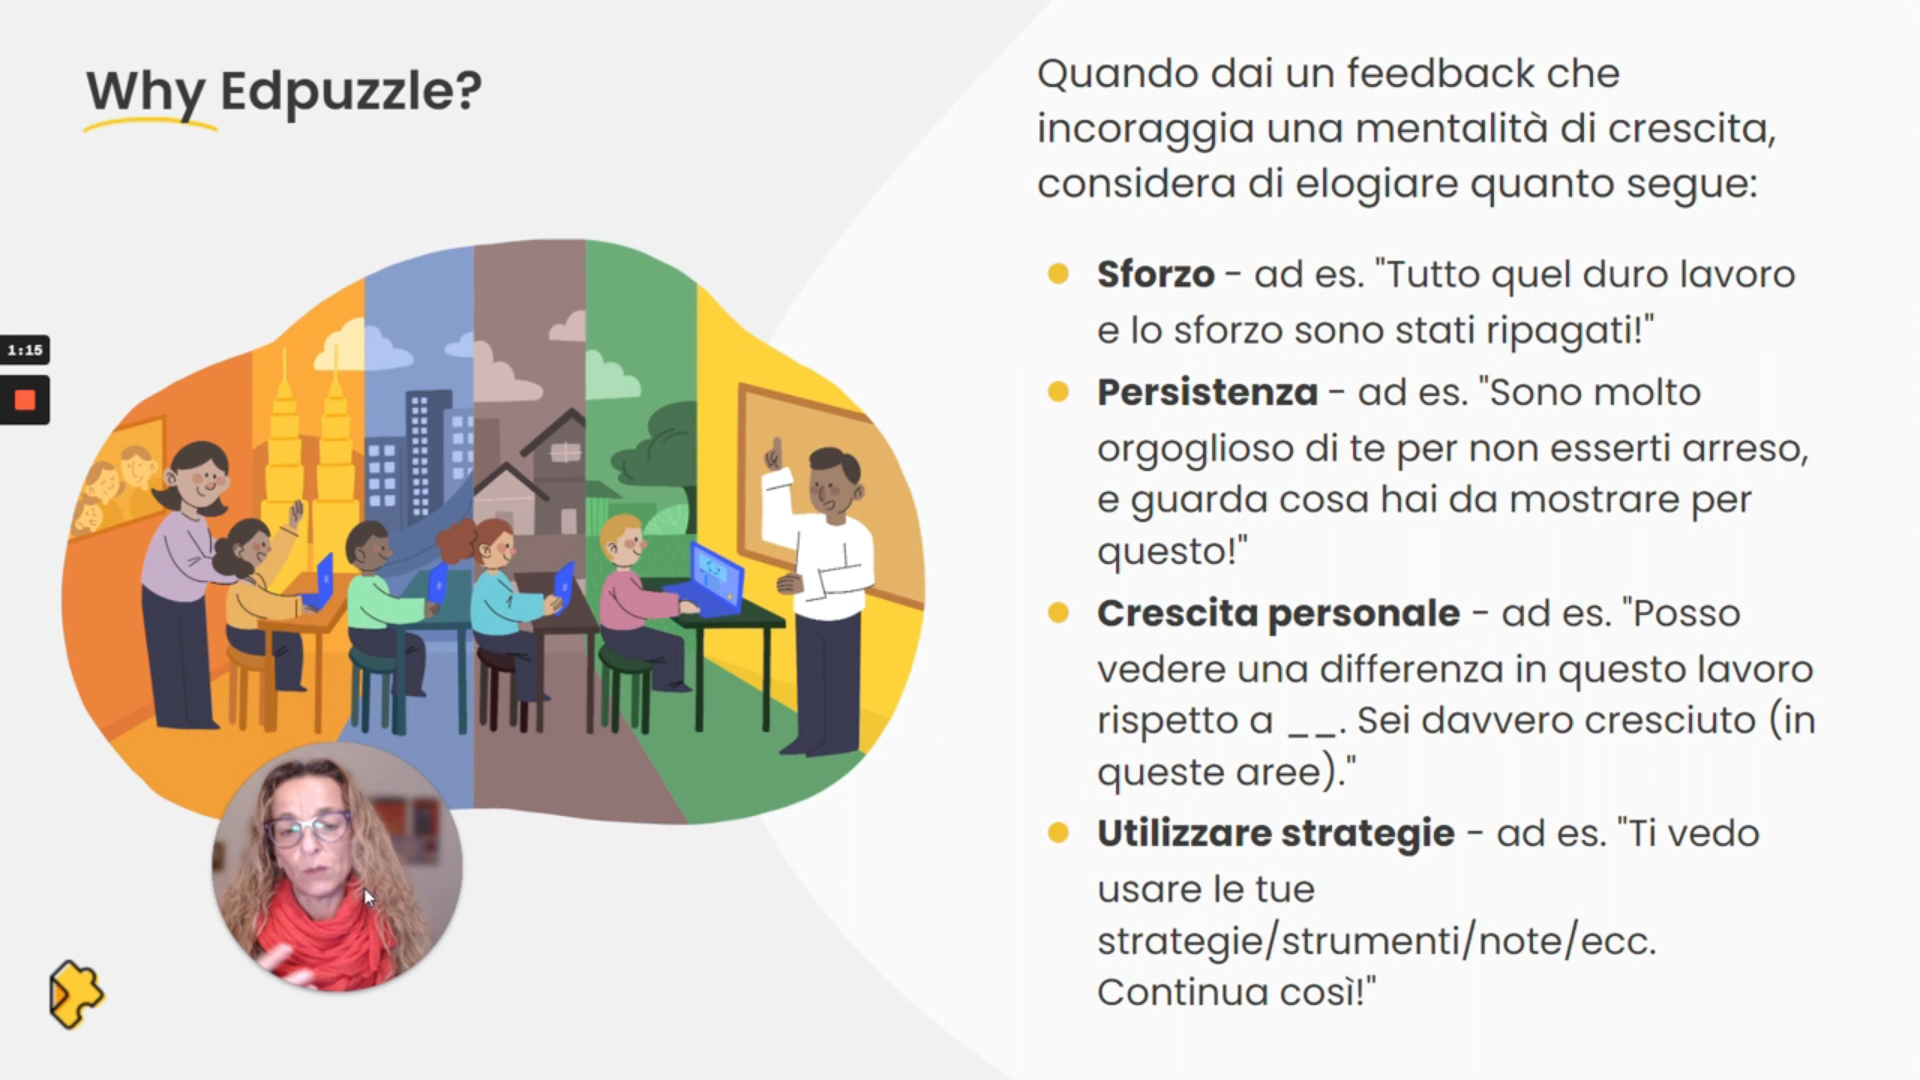 Why Edpuzzle?
1:15
Quando dai un feedback che
incoraggia una mentalità di crescita,
considera di elogiare quanto segue:
Sforzo - ad es. "Tutto quel duro lavoro
e lo sforzo sono stati ripagati!"
Persistenza - ad es. "Sono molto
orgoglioso di te per non esserti arreso,
e guarda cosa hai da mostrare per
questo!"
Crescita personale - ad es. "Posso
vedere una differenza in questo lavoro
rispetto a __. Sei davvero cresciuto (in
queste aree)."
Utilizzare strategie - ad es. "Ti vedo
usare le tue
strategie/strumenti/note/ecc.
Continua così!"